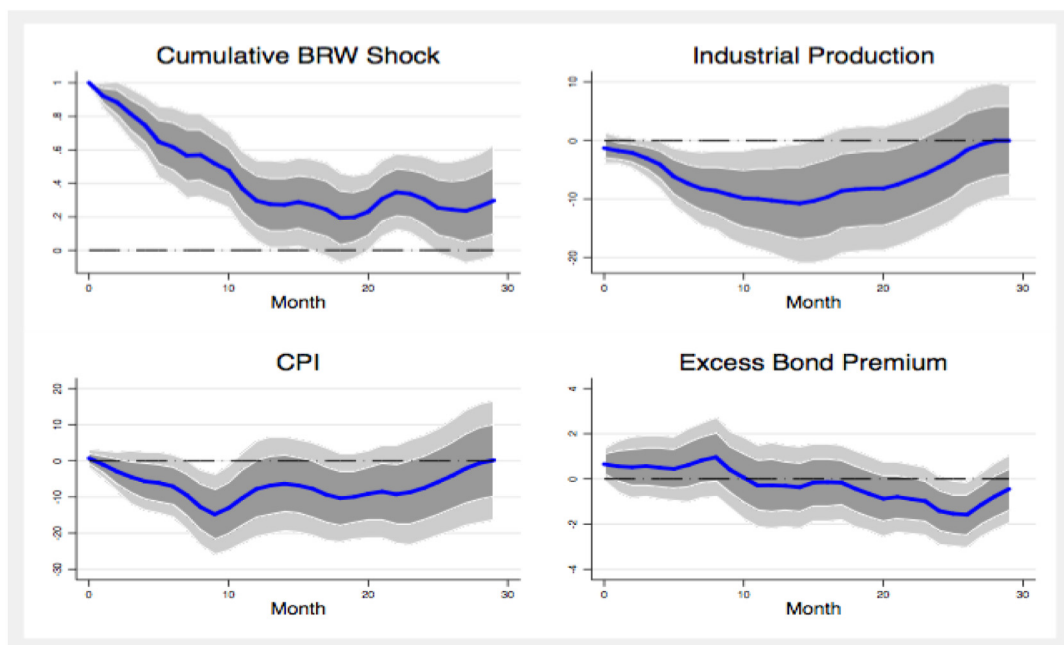 Cumulative BRW Shock
1
.8
.6
.4
.2
0
0 10 20 30
Month
Industrial Production
10
0
-10
-20
0 10 20 30
Month
CPI
20
10
0
-10
-20
-30
0 10 20 30
Month
Excess Bond Premium
4
2
0
-2
-4
0 10 20 30
Month